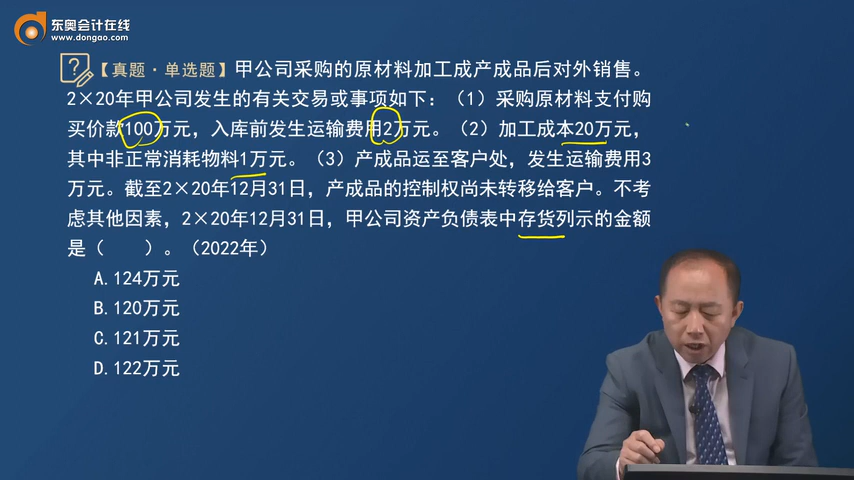 东奥会计在线
www.dongao.com
【真题·单选题】甲公司采购的原材料加工成产成品后对外销售。
2×20年甲公司发生的有关交易或事项如下：（1）采购原材料支付购
买价款100万元，入库前发生运输费用2万元。（2）加工成本20万元，
其中非正常消耗物料1万元。（3）产成品运至客户处，发生运输费用3
万元。截至2×20年12月31日，产成品的控制权尚未转移给客户。不考
虑其他因素，2×20年12月31日，甲公司资产负债表中存货列示的金额
是（　　）。（2022年）
A.124万元
B.120万元
C.121万元
D.122万元